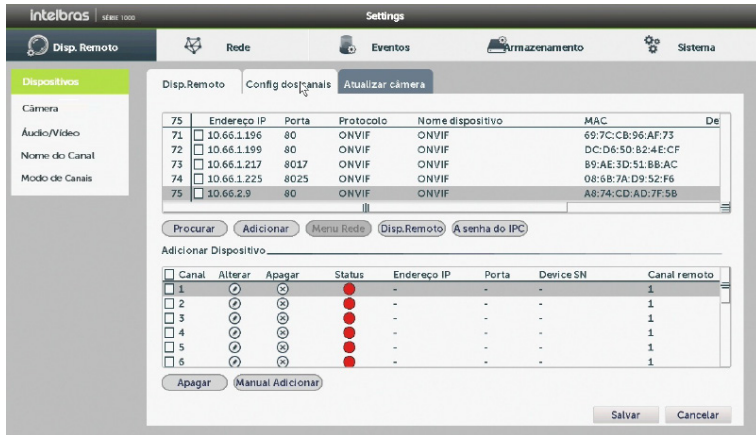 intelbras SÉRIE 1000 Settings
Disp. Remoto Rede Eventos Armazenamento Sistema
Dispositivos
Câmera
Áudio/Vídeo
Nome do Canal
Modo de Canais
Disp.Remoto Config dos canais Atualizar câmera
75 Endereço IP Porta Protocolo Nome dispositivo MAC De
71 10.66.1.196 80 ONVIF ONVIF 69:7C:CB:96:AF:73
72 10.66.1.199 80 ONVIF ONVIF DC:D6:50:B2:4E:CF
73 10.66.1.217 8017 ONVIF ONVIF B9:AE:3D:51:BB:AC
74 10.66.1.225 8025 ONVIF ONVIF 08:6B:7A:D9:52:F6
75 10.66.2.9 80 ONVIF ONVIF A8:74:CD:AD:7F:5B
Procurar Adicionar Menu Rede Disp.Remoto A senha do IPC
Adicionar Dispositivo
Canal Alterar Apagar Status Endereço IP Porta Device SN Canal remoto
1 - - - 1
2 - - - 1
3 - - - 1
4 - - - 1
5 - - - 1
6 - - - 1
Apagar Manual Adicionar
Salvar Cancelar